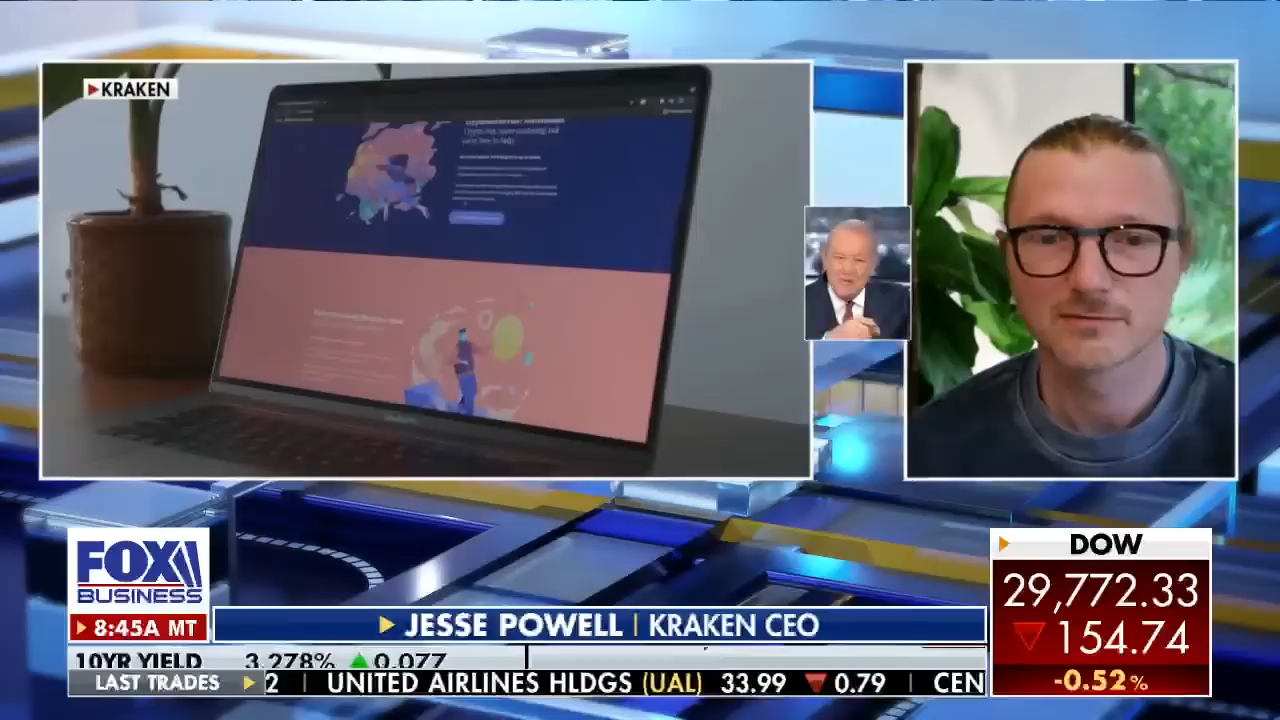 KRAKEN
FOX
BUSINESS
8:45A MT
JESSE POWELL | KRAKEN CEO
DOW
29,772.33
154.74
-0.52%
10YR YIELD 3.278% 0.077
LAST TRADES 2 | UNITED AIRLINES HLDGS (UAL) 33.99 0.79 | CEN